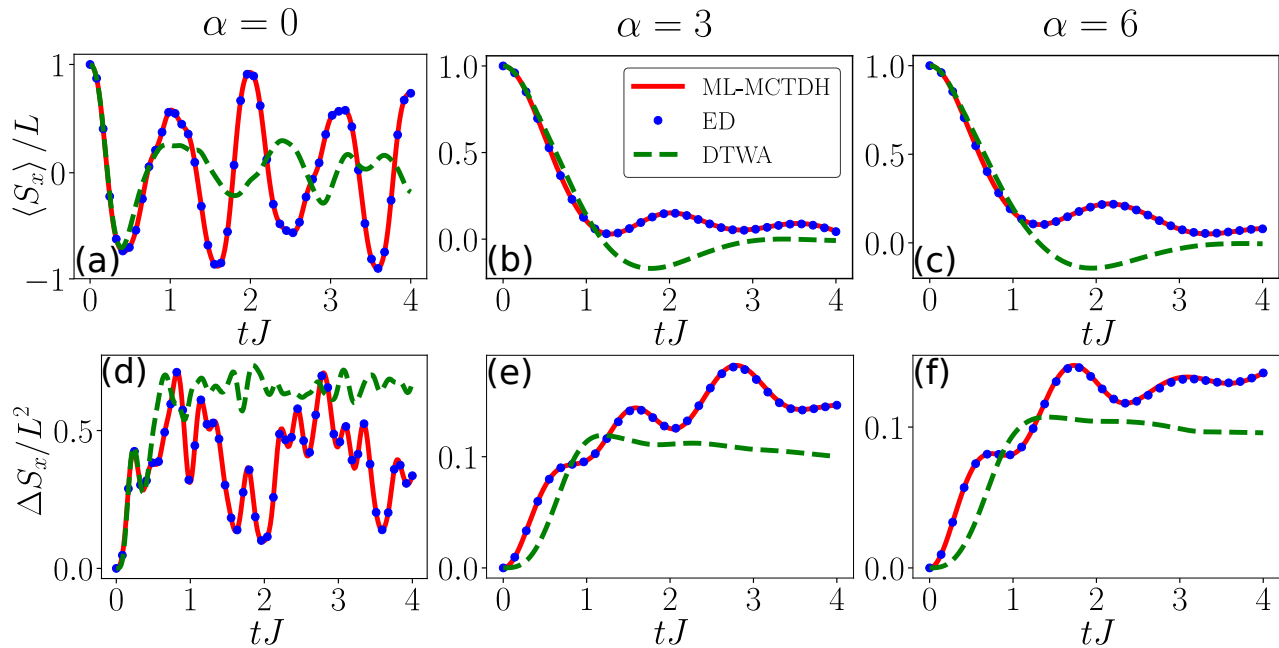 α = 0
α = 3
α = 6
⟨S_x⟩/L
1
0
−1
(a)
0 1 2 3 4
tJ
1.0
0.5
0.0
ML-MCTDH
ED
DTWA
(b)
0 1 2 3 4
tJ
1.0
0.5
0.0
(c)
0 1 2 3 4
tJ
ΔS_x/L²
0.5
0.0
(d)
0 1 2 3 4
tJ
0.1
0.0
(e)
0 1 2 3 4
tJ
0.1
0.0
(f)
0 1 2 3 4
tJ